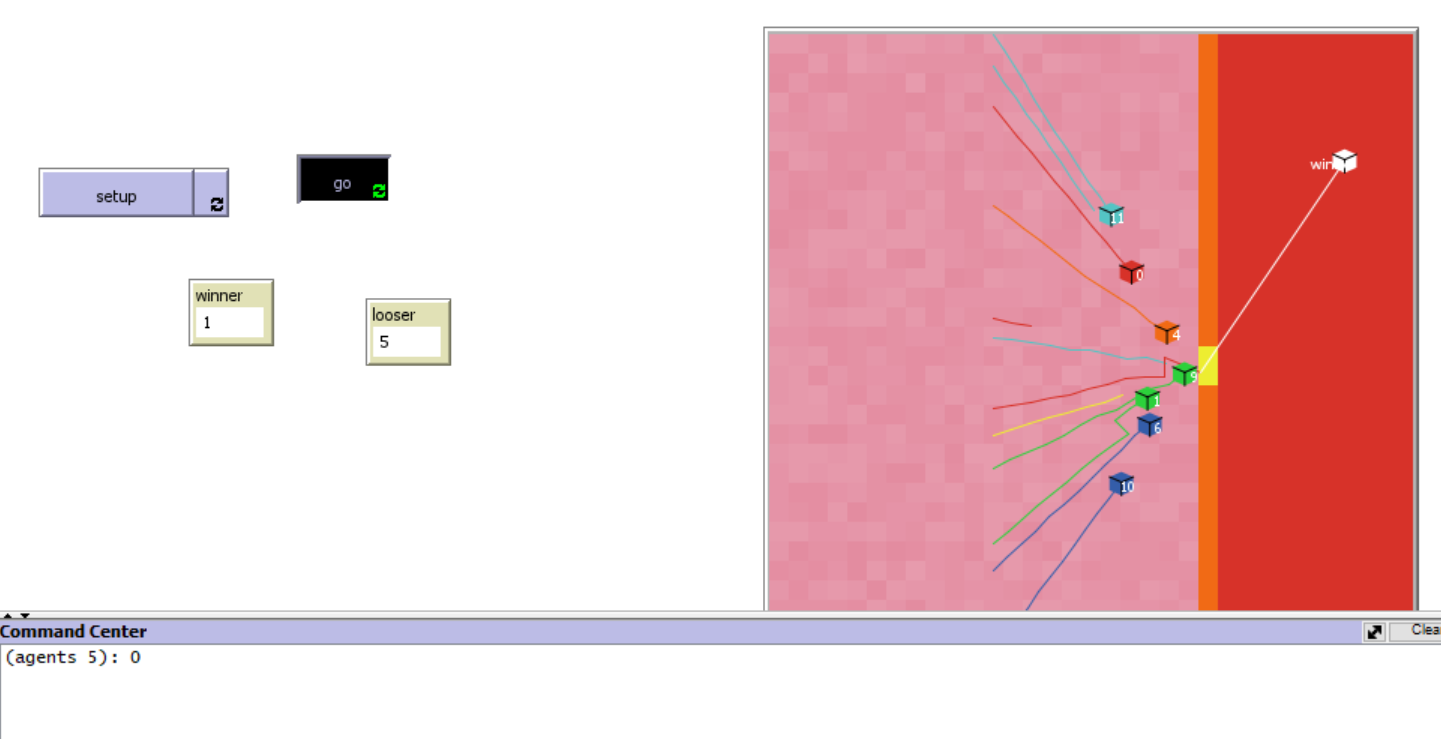 setup
go
winner
1
looser
5
win
11
0
4
9
1
6
10
Command Center
Clea
(agents 5): 0